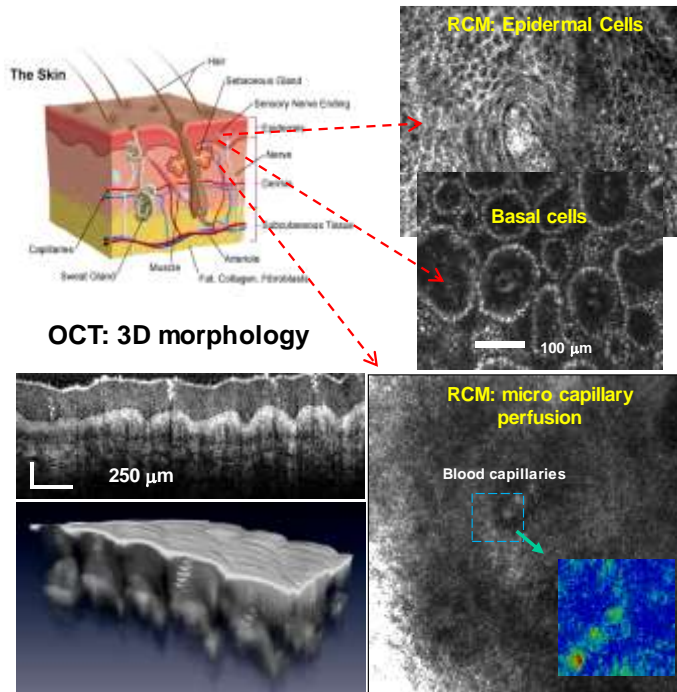 RCM: Epidermal Cells
The Skin
Hair
Sebaceous Gland
Sensory Nerve Ending
Epidermis
Nerve
Dermis
Subcutaneous Tissue
Capillaries
Sweat Gland
Muscle
Arteriole
Fat, Collagen, Fibroblasts
Basal cells
100 μm
OCT: 3D morphology
250 μm
RCM: micro capillary
perfusion
Blood capillaries